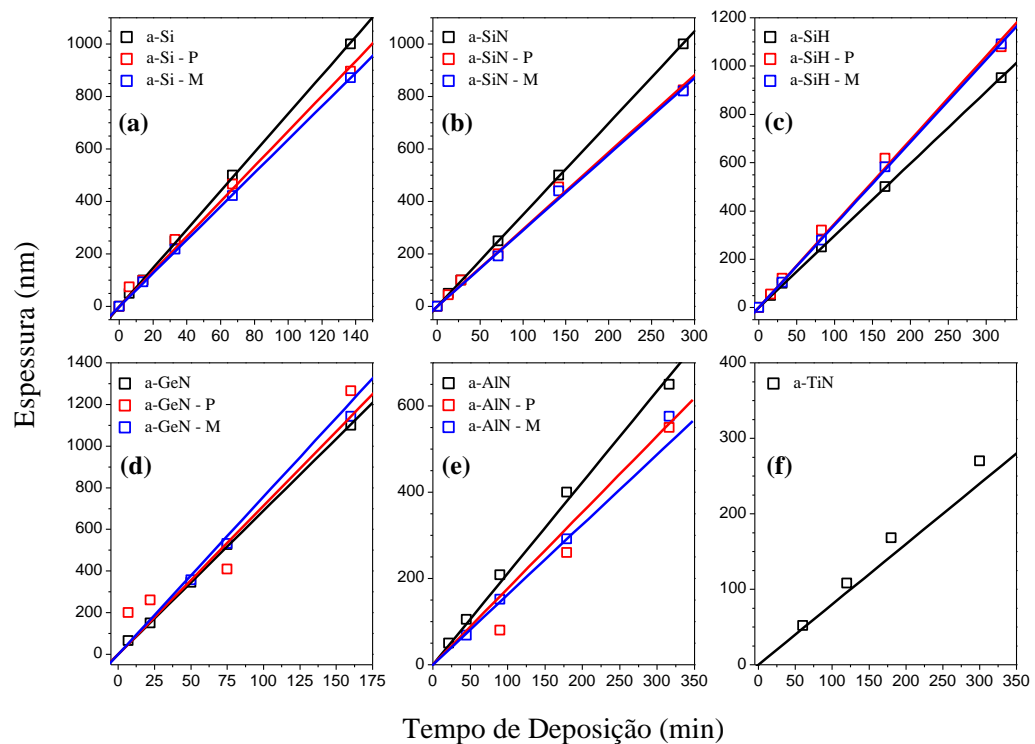 a-Si
a-Si - P
a-Si - M
(a)
1000
800
600
400
200
0
0 20 40 60 80 100 120 140
a-SiN
a-SiN - P
a-SiN - M
(b)
1000
800
600
400
200
0
0 50 100 150 200 250 300
a-SiH
a-SiH - P
a-SiH - M
(c)
1200
1000
800
600
400
200
0
0 50 100 150 200 250 300
Espessura (nm)
a-GeN
a-GeN - P
a-GeN - M
(d)
1400
1200
1000
800
600
400
200
0
0 25 50 75 100 125 150 175
a-AlN
a-AlN - P
a-AlN - M
(e)
600
400
200
0
0 50 100 150 200 250 300 350
a-TiN
(f)
400
300
200
100
0
0 50 100 150 200 250 300 350
Tempo de Deposição (min)